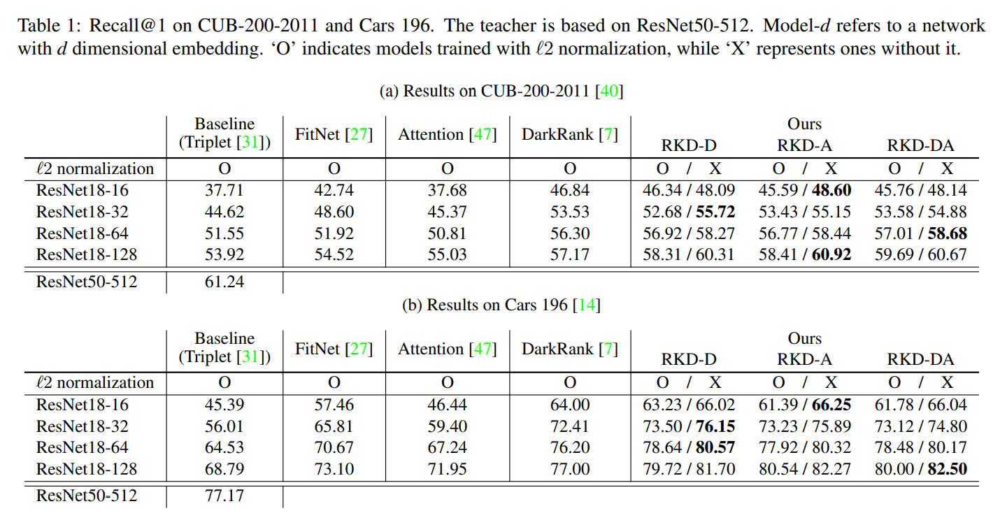 Table 1: Recall@1 on CUB-200-2011 and Cars 196. The teacher is based on ResNet50-512. Model-d refers to a network
with d dimensional embedding. ‘O’ indicates models trained with ℓ2 normalization, while ‘X’ represents ones without it.
(a) Results on CUB-200-2011 [40]
Baseline (Triplet [31]) FitNet [27] Attention [47] DarkRank [7] Ours
RKD-D RKD-A RKD-DA
ℓ2 normalization O O O O O / X O / X O / X
ResNet18-16 37.71 42.74 37.68 46.84 46.34 / 48.09 45.59 / 48.60 45.76 / 48.14
ResNet18-32 44.62 48.60 45.37 53.53 52.68 / 55.72 53.43 / 55.15 53.58 / 54.88
ResNet18-64 51.55 51.92 50.81 56.30 56.92 / 58.27 56.77 / 58.44 57.01 / 58.68
ResNet18-128 53.92 54.52 55.03 57.17 58.31 / 60.31 58.41 / 60.92 59.69 / 60.67
ResNet50-512 61.24
(b) Results on Cars 196 [14]
Baseline (Triplet [31]) FitNet [27] Attention [47] DarkRank [7] Ours
RKD-D RKD-A RKD-DA
ℓ2 normalization O O O O O / X O / X O / X
ResNet18-16 45.39 57.46 46.44 64.00 63.23 / 66.02 61.39 / 66.25 61.78 / 66.04
ResNet18-32 56.01 65.81 59.40 72.41 73.50 / 76.15 73.23 / 75.89 73.12 / 74.80
ResNet18-64 64.53 70.67 67.24 76.20 78.64 / 80.57 77.92 / 80.32 78.48 / 80.17
ResNet18-128 68.79 73.10 71.95 77.00 79.72 / 81.70 80.54 / 82.27 80.00 / 82.50
ResNet50-512 77.17